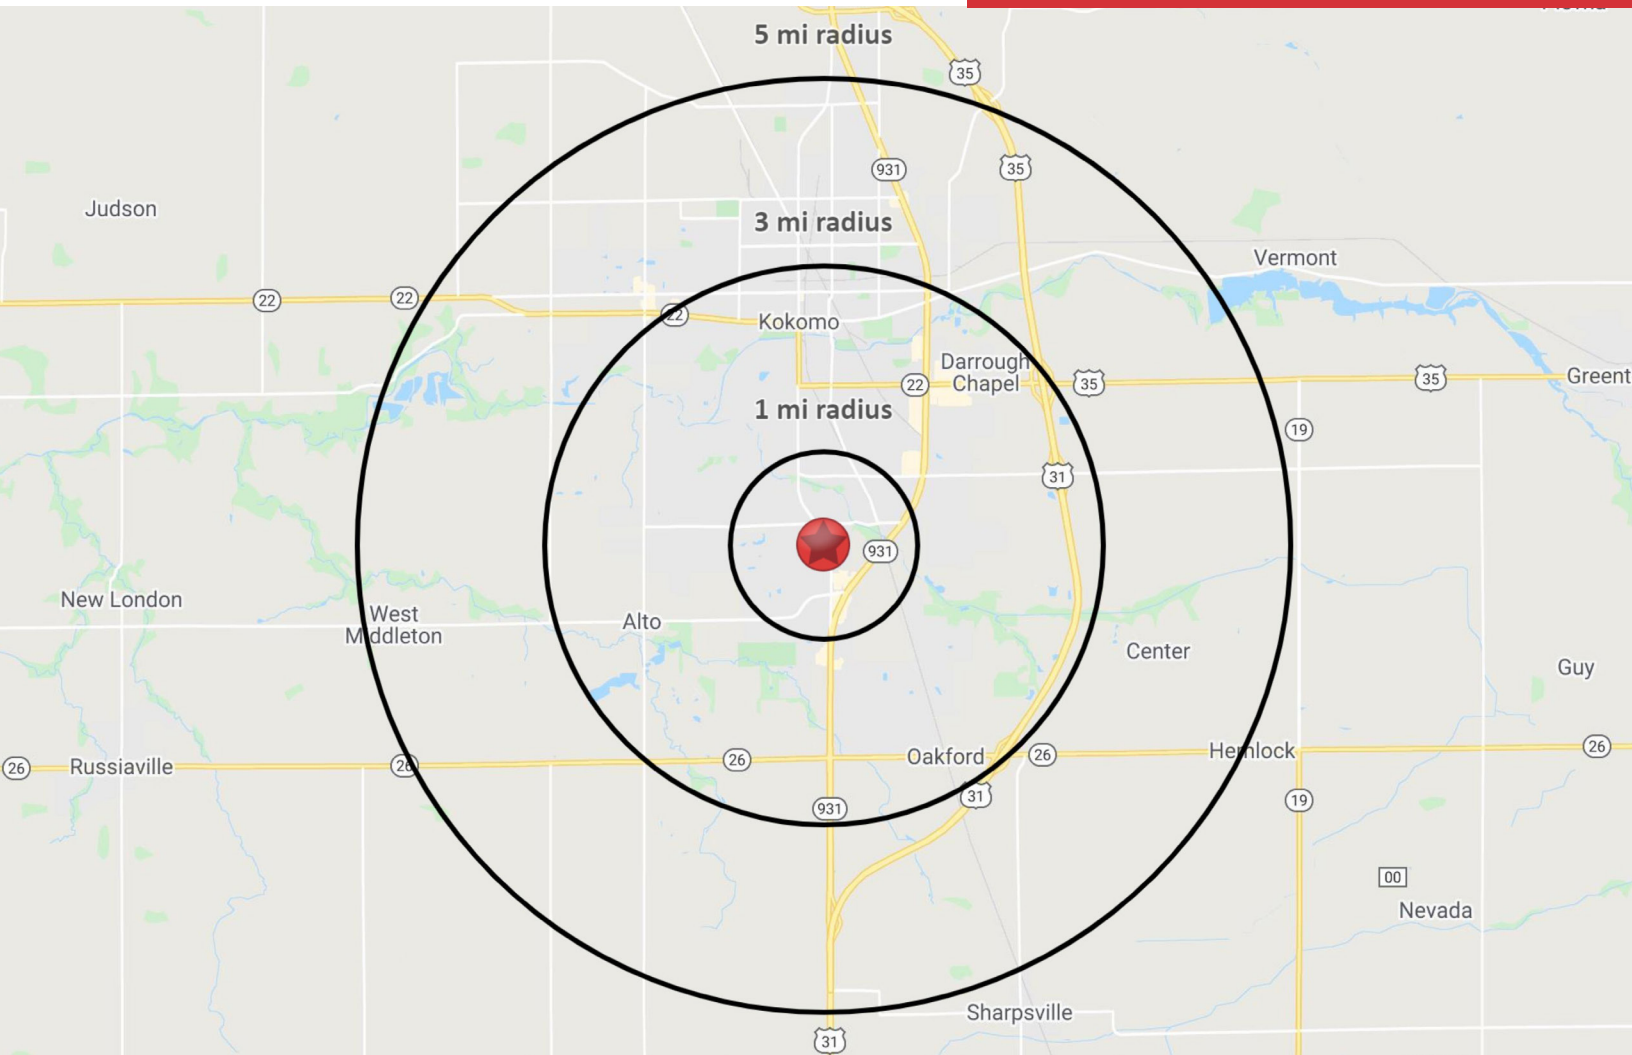 5 mi radius
35
931
35
Judson
3 mi radius
Vermont
22
22
22
Kokomo
Darrough
Chapel
22
35
35
Greent
1 mi radius
19
31
931
New London
West
Middleton
Alto
Center
Guy
26
Russiaville
26
26
Oakford
26
Hemlock
26
31
931
19
00
Nevada
Sharpsville
31